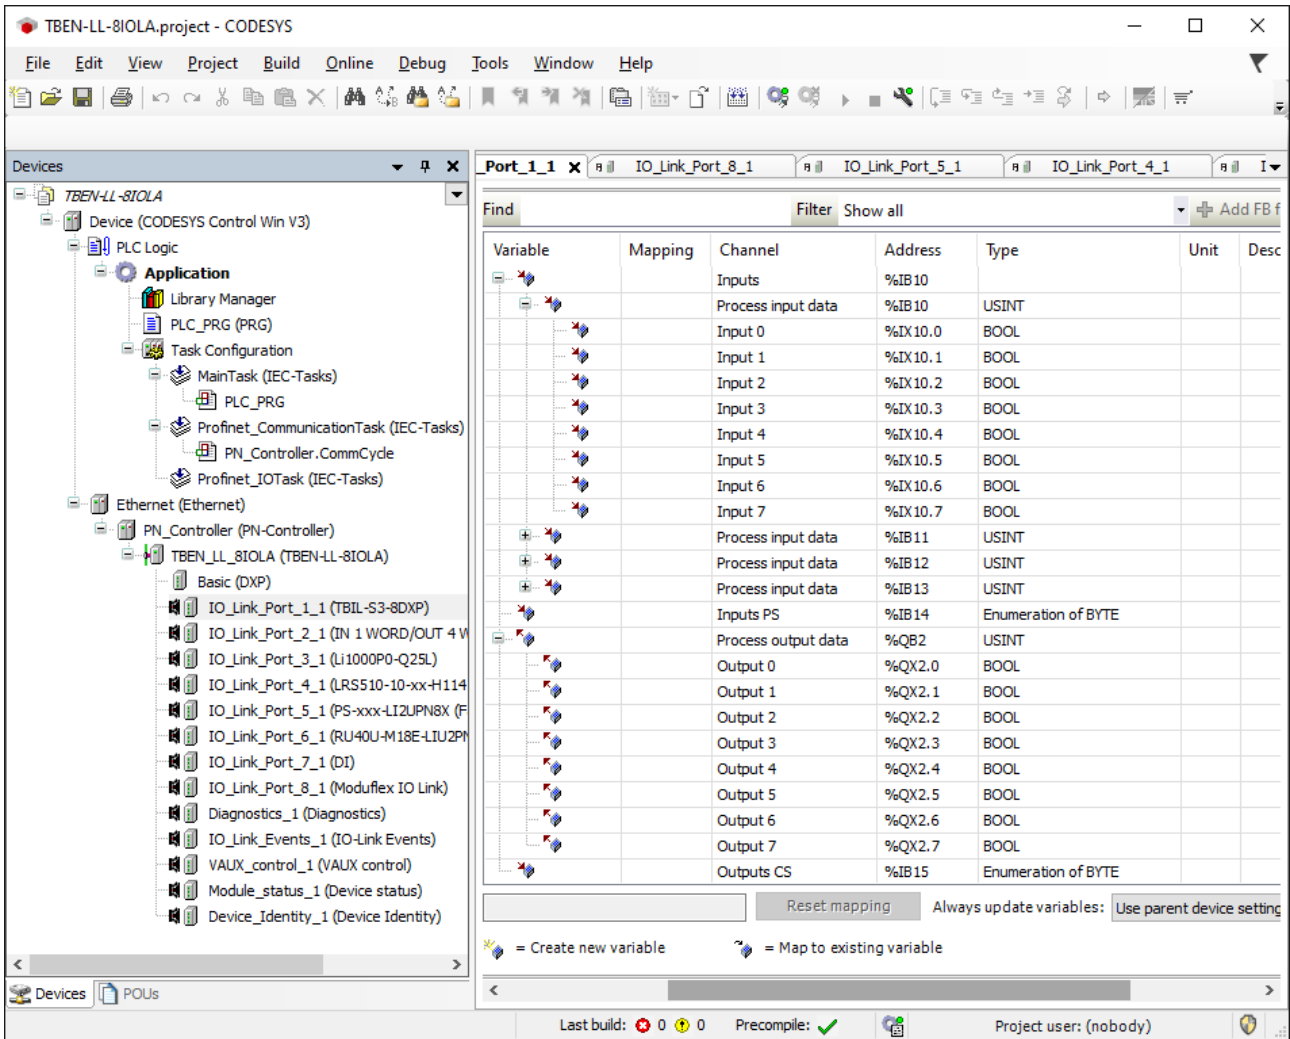 TBEN-LL-8IOLA.project - CODESYS
File Edit View Project Build Online Debug Tools Window Help
Devices
TBEN-LL-8IOLA
Device (CODESYS Control Win V3)
PLC Logic
Application
Library Manager
PLC_PRG (PRG)
Task Configuration
MainTask (IEC-Tasks)
PLC_PRG
Profinet_CommunicationTask (IEC-Tasks)
PN_Controller.CommCycle
Profinet_IOTask (IEC-Tasks)
Ethernet (Ethernet)
PN_Controller (PN-Controller)
TBEN_LL_8IOLA (TBEN-LL-8IOLA)
Basic (DXP)
IO_Link_Port_1_1 (TBIL-S3-8DXP)
IO_Link_Port_2_1 (IN 1 WORD/OUT 4 W
IO_Link_Port_3_1 (Li1000P0-Q25L)
IO_Link_Port_4_1 (LRS510-10-xx-H114
IO_Link_Port_5_1 (PS-xxx-LI2UPN8X (F
IO_Link_Port_6_1 (RU40U-M18E-LIU2PN
IO_Link_Port_7_1 (DI)
IO_Link_Port_8_1 (Moduflex IO Link)
Diagnostics_1 (Diagnostics)
IO_Link_Events_1 (IO-Link Events)
VAUX_control_1 (VAUX control)
Module_status_1 (Device status)
Device_Identity_1 (Device Identity)
Devices POUs
_Port_1_1 IO_Link_Port_8_1 IO_Link_Port_5_1 IO_Link_Port_4_1 I
Find Filter Show all Add FB f
Variable Mapping Channel Address Type Unit Desc
Inputs %IB10
Process input data %IB10 USINT
Input 0 %IX10.0 BOOL
Input 1 %IX10.1 BOOL
Input 2 %IX10.2 BOOL
Input 3 %IX10.3 BOOL
Input 4 %IX10.4 BOOL
Input 5 %IX10.5 BOOL
Input 6 %IX10.6 BOOL
Input 7 %IX10.7 BOOL
Process input data %IB11 USINT
Process input data %IB12 USINT
Process input data %IB13 USINT
Inputs PS %IB14 Enumeration of BYTE
Process output data %QB2 USINT
Output 0 %QX2.0 BOOL
Output 1 %QX2.1 BOOL
Output 2 %QX2.2 BOOL
Output 3 %QX2.3 BOOL
Output 4 %QX2.4 BOOL
Output 5 %QX2.5 BOOL
Output 6 %QX2.6 BOOL
Output 7 %QX2.7 BOOL
Outputs CS %IB15 Enumeration of BYTE
Reset mapping Always update variables: Use parent device setting
= Create new variable = Map to existing variable
Last build: 0 0 Precompile: Project user: (nobody)